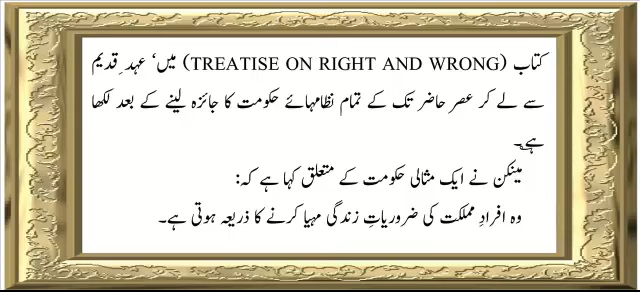 کتاب (TREATISE ON RIGHT AND WRONG) میں‘ عہدِ قدیم
سے لے کر عصر حاضر تک کے تمام نظامہائے حکومت کا جائزہ لینے کے بعد لکھا
ہے۔
مینکن نے ایک مثالی حکومت کے متعلق کہا ہے کہ:
وہ افرادِ مملکت کی ضروریاتِ زندگی مہیا کرنے کا ذریعہ ہوتی ہے۔